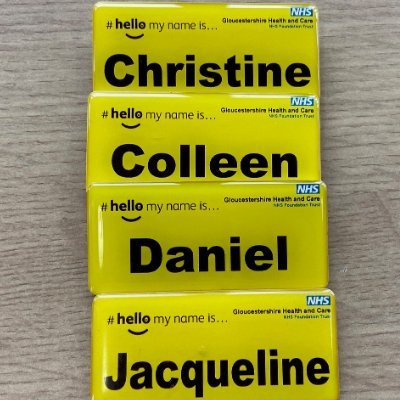 #hello my name is... NHS
Gloucestershire Health and Care
NHS Foundation Trust
Christine
#hello my name is... NHS
Gloucestershire Health and Care
NHS Foundation Trust
Colleen
#hello my name is... NHS
Gloucestershire Health and Care
NHS Foundation Trust
Daniel
#hello my name is... NHS
Gloucestershire Health and Care
NHS Foundation Trust
Jacqueline